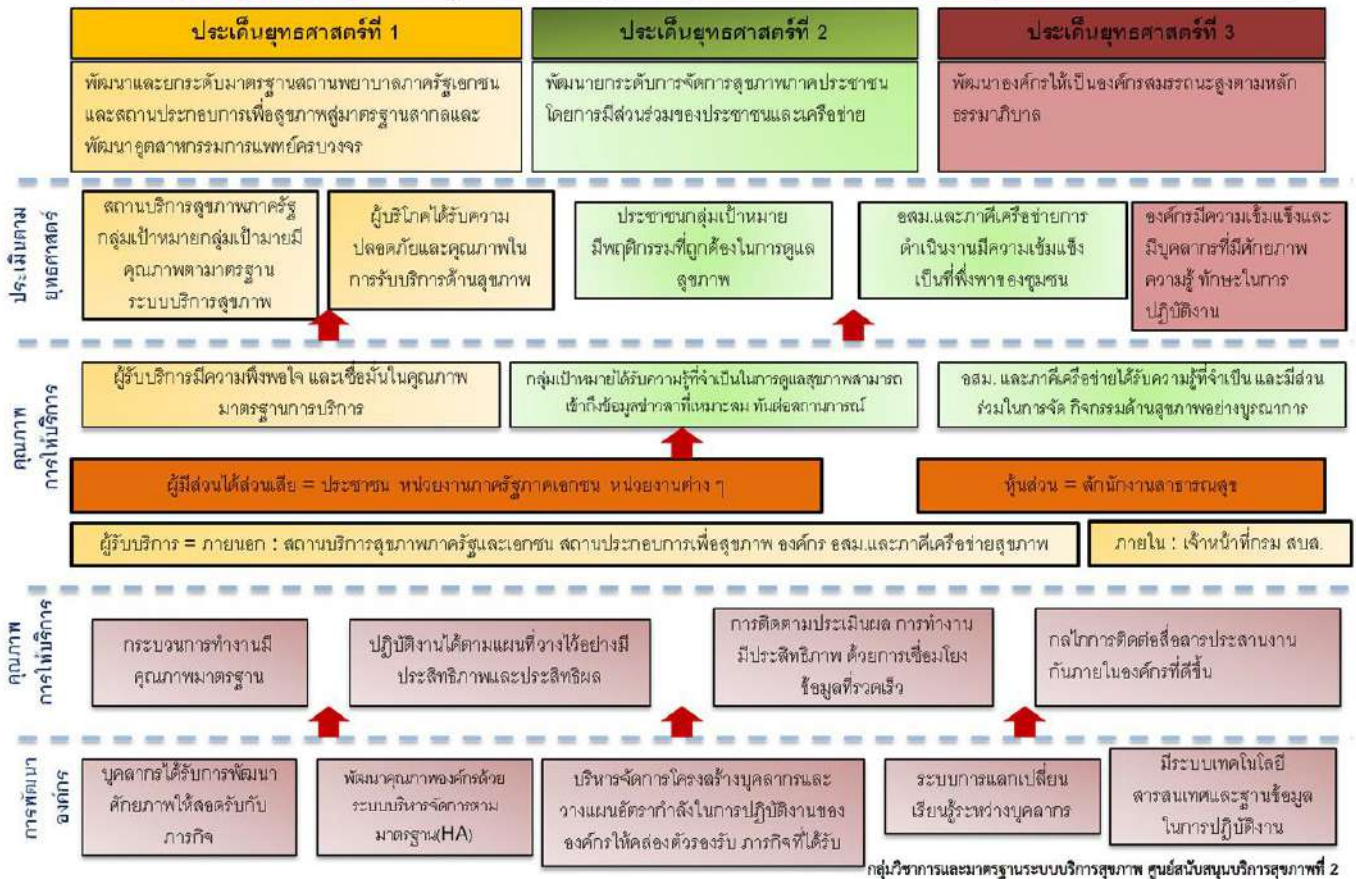 ประเด็นยุทธศาสตร์ที่ 1
ประเด็นยุทธศาสตร์ที่ 2
ประเด็นยุทธศาสตร์ที่ 3
พัฒนาและยกระดับมาตรฐานสถานพยาบาลภาครัฐเอกชน
และสถานประกอบการเพื่อสุขภาพสู่มาตรฐานสากลและ
พัฒนาอุตสาหกรรมการแพทย์ครบวงจร
พัฒนายกระดับการจัดการสุขภาพภาคประชาชน
โดยการมีส่วนร่วมของประชาชนและเครือข่าย
พัฒนาองค์กรให้เป็นองค์กรสมรรถนะสูงตามหลัก
ธรรมาภิบาล
ประเมินตาม
ยุทธศาสตร์
สถานบริการสุขภาพภาครัฐ
กลุ่มเป้าหมายกลุ่มเป้ามายมี
คุณภาพตามาตรฐาน
ระบบบริการสุขภาพ
ผู้บริโภคได้รับความ
ปลอดภัยและคุณภาพใน
การรับบริการด้านสุขภาพ
ประชาชนกลุ่มเป้าหมาย
มีพฤติกรรมที่ถูกต้องในการดูแล
สุขภาพ
อสม.และภาคีเครือข่ายการ
ดำเนินงานมีความเข้มแข็ง
เป็นที่พึ่งพาของชุมชน
องค์กรมีความเข้มแข็งและ
มีบุคลากรที่มีศักยภาพ
ความรู้ ทักษะในการ
ปฏิบัติงาน
คุณภาพ
การให้บริการ
ผู้รับบริการมีความพึงพอใจ และเชื่อมั่นในคุณภาพ
มาตรฐานการบริการ
กลุ่มเป้าหมายได้รับความรู้ที่จำเป็นในการดูแลสุขภาพสามารถ
เข้าถึงข้อมูลข่าวสาที่เหมาะสม ทันต่อสถานการณ์
อสม. และภาคีเครือข่ายได้รับความรู้ที่จำเป็น และมีส่วน
ร่วมในการจัด กิจกรรมด้านสุขภาพอย่างบูรณาการ
ผู้มีส่วนได้ส่วนเสีย = ประชาชน หน่วยงานภาครัฐภาคเอกชน หน่วยงานต่าง ๆ
หุ้นส่วน = สำนักงานสาธารณสุข
ผู้รับบริการ = ภายนอก : สถานบริการสุขภาพภาครัฐและเอกชน สถานประกอบการเพื่อสุขภาพ องค์กร อสม.และภาคีเครือข่ายสุขภาพ
ภายใน : เจ้าหน้าที่กรม สบส.
คุณภาพ
การให้บริการ
กระบวนการทำงานมี
คุณภาพมาตรฐาน
ปฏิบัติงานได้ตามแผนที่วางไว้อย่างมี
ประสิทธิภาพและประสิทธิผล
การติดตามประเมินผล การทำงาน
มีประสิทธิภาพ ด้วยการเชื่อมโยง
ข้อมูลที่รวดเร็ว
กลไกการติดต่อสื่อสารประสานงาน
กันภายในองค์กรที่ดีขึ้น
การพัฒนา
องค์กร
บุคลากรได้รับการพัฒนา
ศักยภาพให้สอดรับกับ
ภารกิจ
พัฒนาคุณภาพองค์กรด้วย
ระบบบริหารจัดการตาม
มาตรฐาน(HA)
บริหารจัดการโครงสร้างบุคลากรและ
วางแผนอัตรากำลังในการปฏิบัติงานของ
องค์กรให้คล่องตัวรองรับ ภารกิจที่ได้รับ
ระบบการแลกเปลี่ยน
เรียนรู้ระหว่างบุคลากร
มีระบบเทคโนโลยี
สารสนเทศและฐานข้อมูล
ในการปฏิบัติงาน
กลุ่มวิชาการและมาตรฐานระบบบริการสุขภาพ ศูนย์สนับสนุนบริการสุขภาพที่ 2